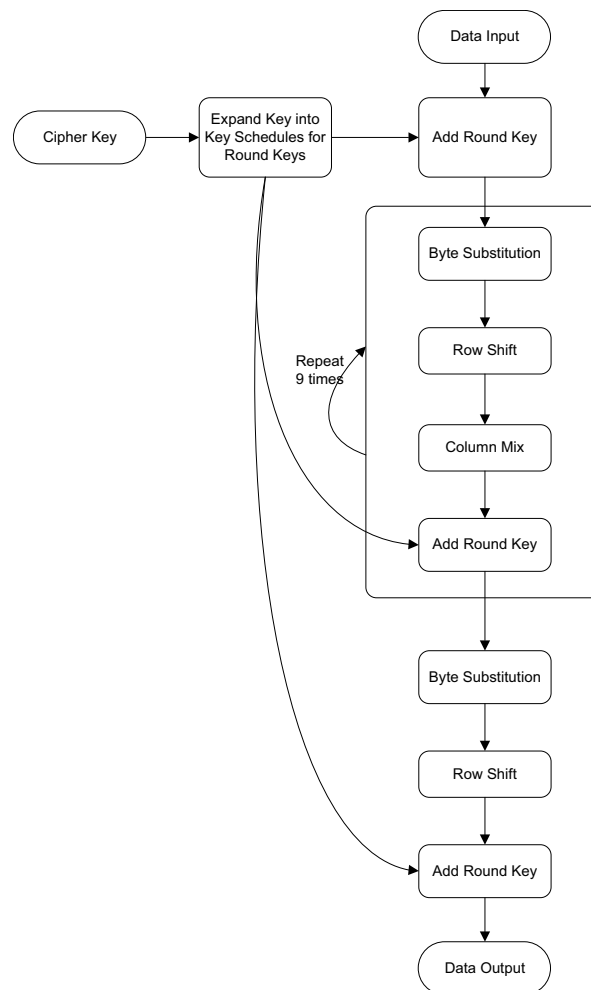 Data Input
Cipher Key
Expand Key into
Key Schedules for
Round Keys
Add Round Key
Byte Substitution
Repeat
9 times
Row Shift
Column Mix
Add Round Key
Byte Substitution
Row Shift
Add Round Key
Data Output